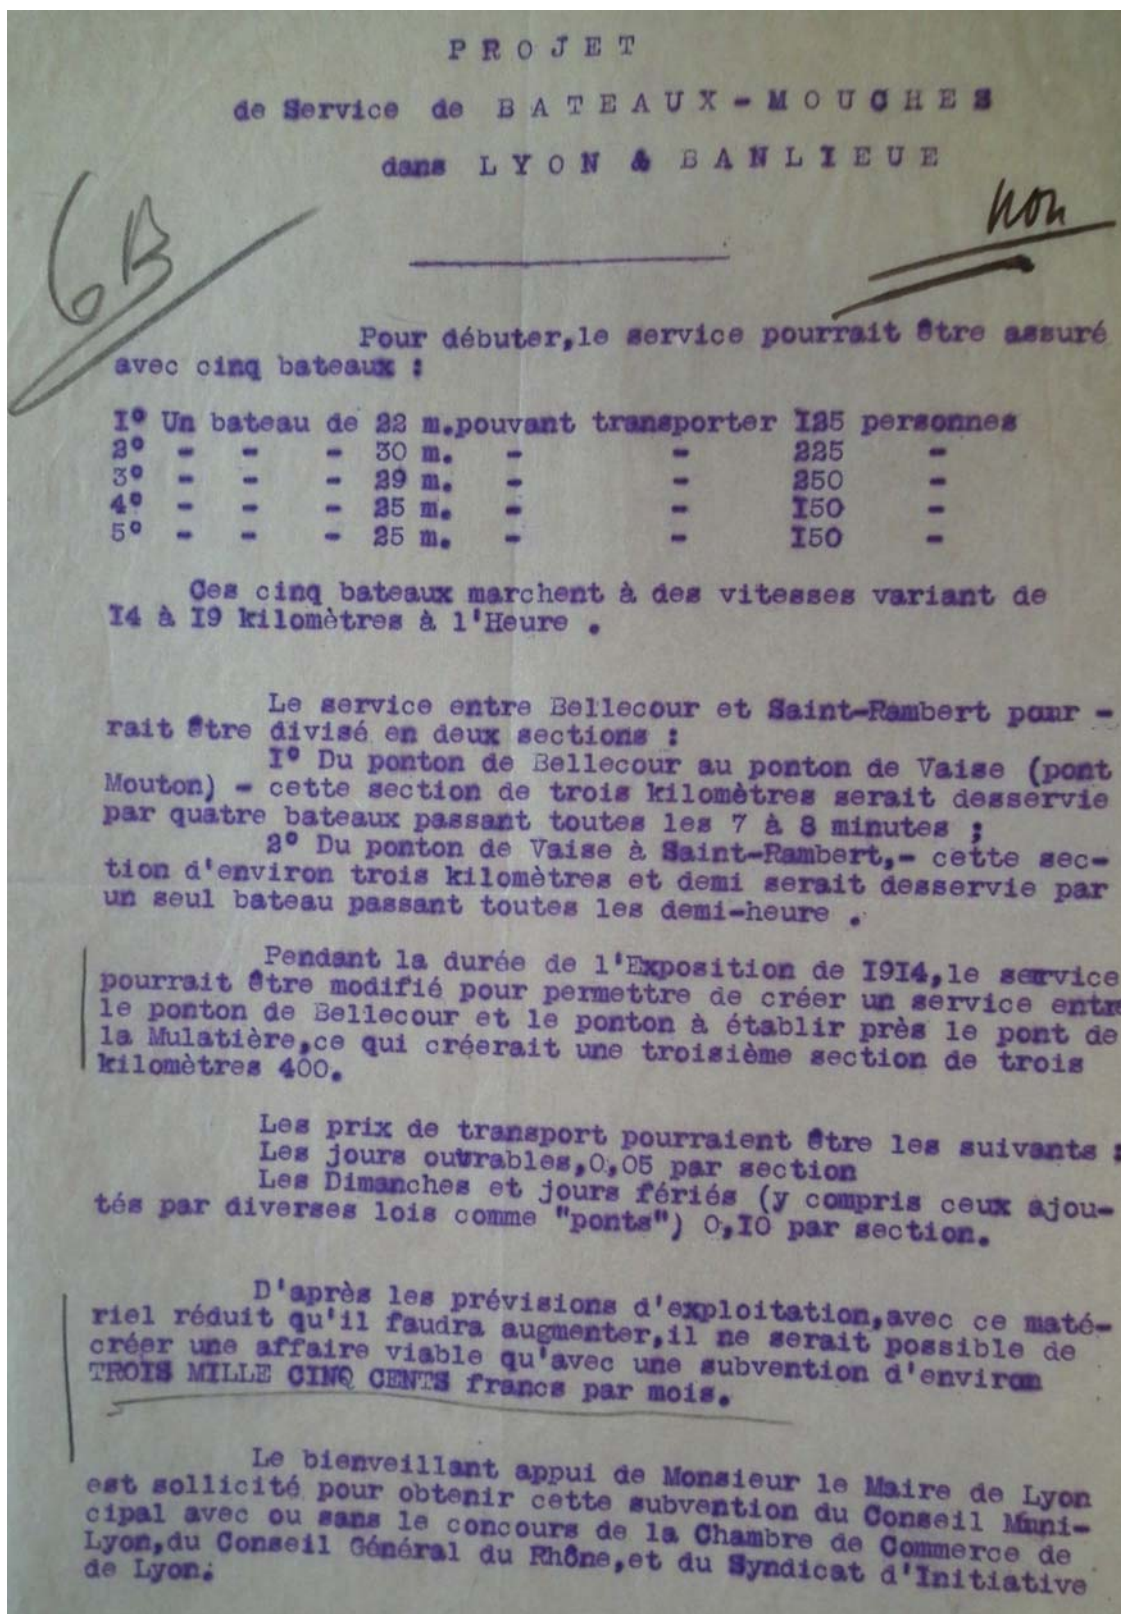 PROJET
de Service de BATEAUX-MOUCHES
dans LYON & BANLIEUE
6B
non
Pour débuter,le service pourrait être assuré
avec cinq bateaux :
I° Un bateau de 22 m.pouvant transporter I25 personnes
2° - - - 30 m. - - 225 -
3° - - - 29 m. - - 250 -
4° - - - 25 m. - - I50 -
5° - - - 25 m. - - I50 -
Ces cinq bateaux marchent à des vitesses variant de
I4 à I9 kilomètres à l'Heure .
Le service entre Bellecour et Saint-Rambert pour -
rait être divisé en deux sections :
I° Du ponton de Bellecour au ponton de Vaise (pont
Mouton) - cette section de trois kilomètres serait desservie
par quatre bateaux passant toutes les 7 à 8 minutes ;
2° Du ponton de Vaise à Saint-Rambert,- cette sec-
tion d'environ trois kilomètres et demi serait desservie par
un seul bateau passant toutes les demi-heure .
Pendant la durée de l'Exposition de I9I4,le service
pourrait être modifié pour permettre de créer un service entre
le ponton de Bellecour et le ponton à établir près le pont de
la Mulatière,ce qui créerait une troisième section de trois
kilomètres 400.
Les prix de transport pourraient être les suivants :
Les jours ouvrables,0,05 par section
Les Dimanches et jours fériés (y compris ceux ajou-
tés par diverses lois comme "ponts") 0,I0 par section.
D'après les prévisions d'exploitation,avec ce maté-
riel réduit qu'il faudra augmenter,il ne serait possible de
créer une affaire viable qu'avec une subvention d'environ
TROIS MILLE CINQ CENTS francs par mois.
Le bienveillant appui de Monsieur le Maire de Lyon
est sollicité pour obtenir cette subvention du Conseil Muni-
cipal avec ou sans le concours de la Chambre de Commerce de
Lyon,du Conseil Général du Rhône,et du Syndicat d'Initiative
de Lyon.